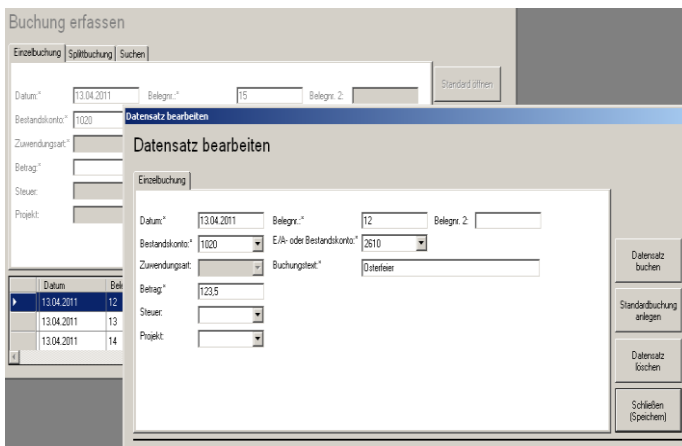 Buchung erfassen
Einzelbuchung Splittbuchung Suchen
Datum:* 13.04.2011 Belegnr.:* 15 Belegnr. 2:
Standard öffnen
Bestandskonto:* 1020
Zuwendungsart:*
Betrag:*
Steuer:
Projekt:
Datum
13.04.2011 12
13.04.2011 13
13.04.2011 14
Datensatz bearbeiten
Datensatz bearbeiten
Einzelbuchung
Datum:* 13.04.2011 Belegnr.:* 12 Belegnr. 2:
Bestandskonto:* 1020 E/A- oder Bestandskonto:* 2610
Zuwendungsart: Buchungstext:* Osterfeier
Betrag:* 123,5
Steuer:
Projekt:
Datensatz
buchen
Standardbuchung
anlegen
Datensatz
löschen
Schließen
(Speichern)